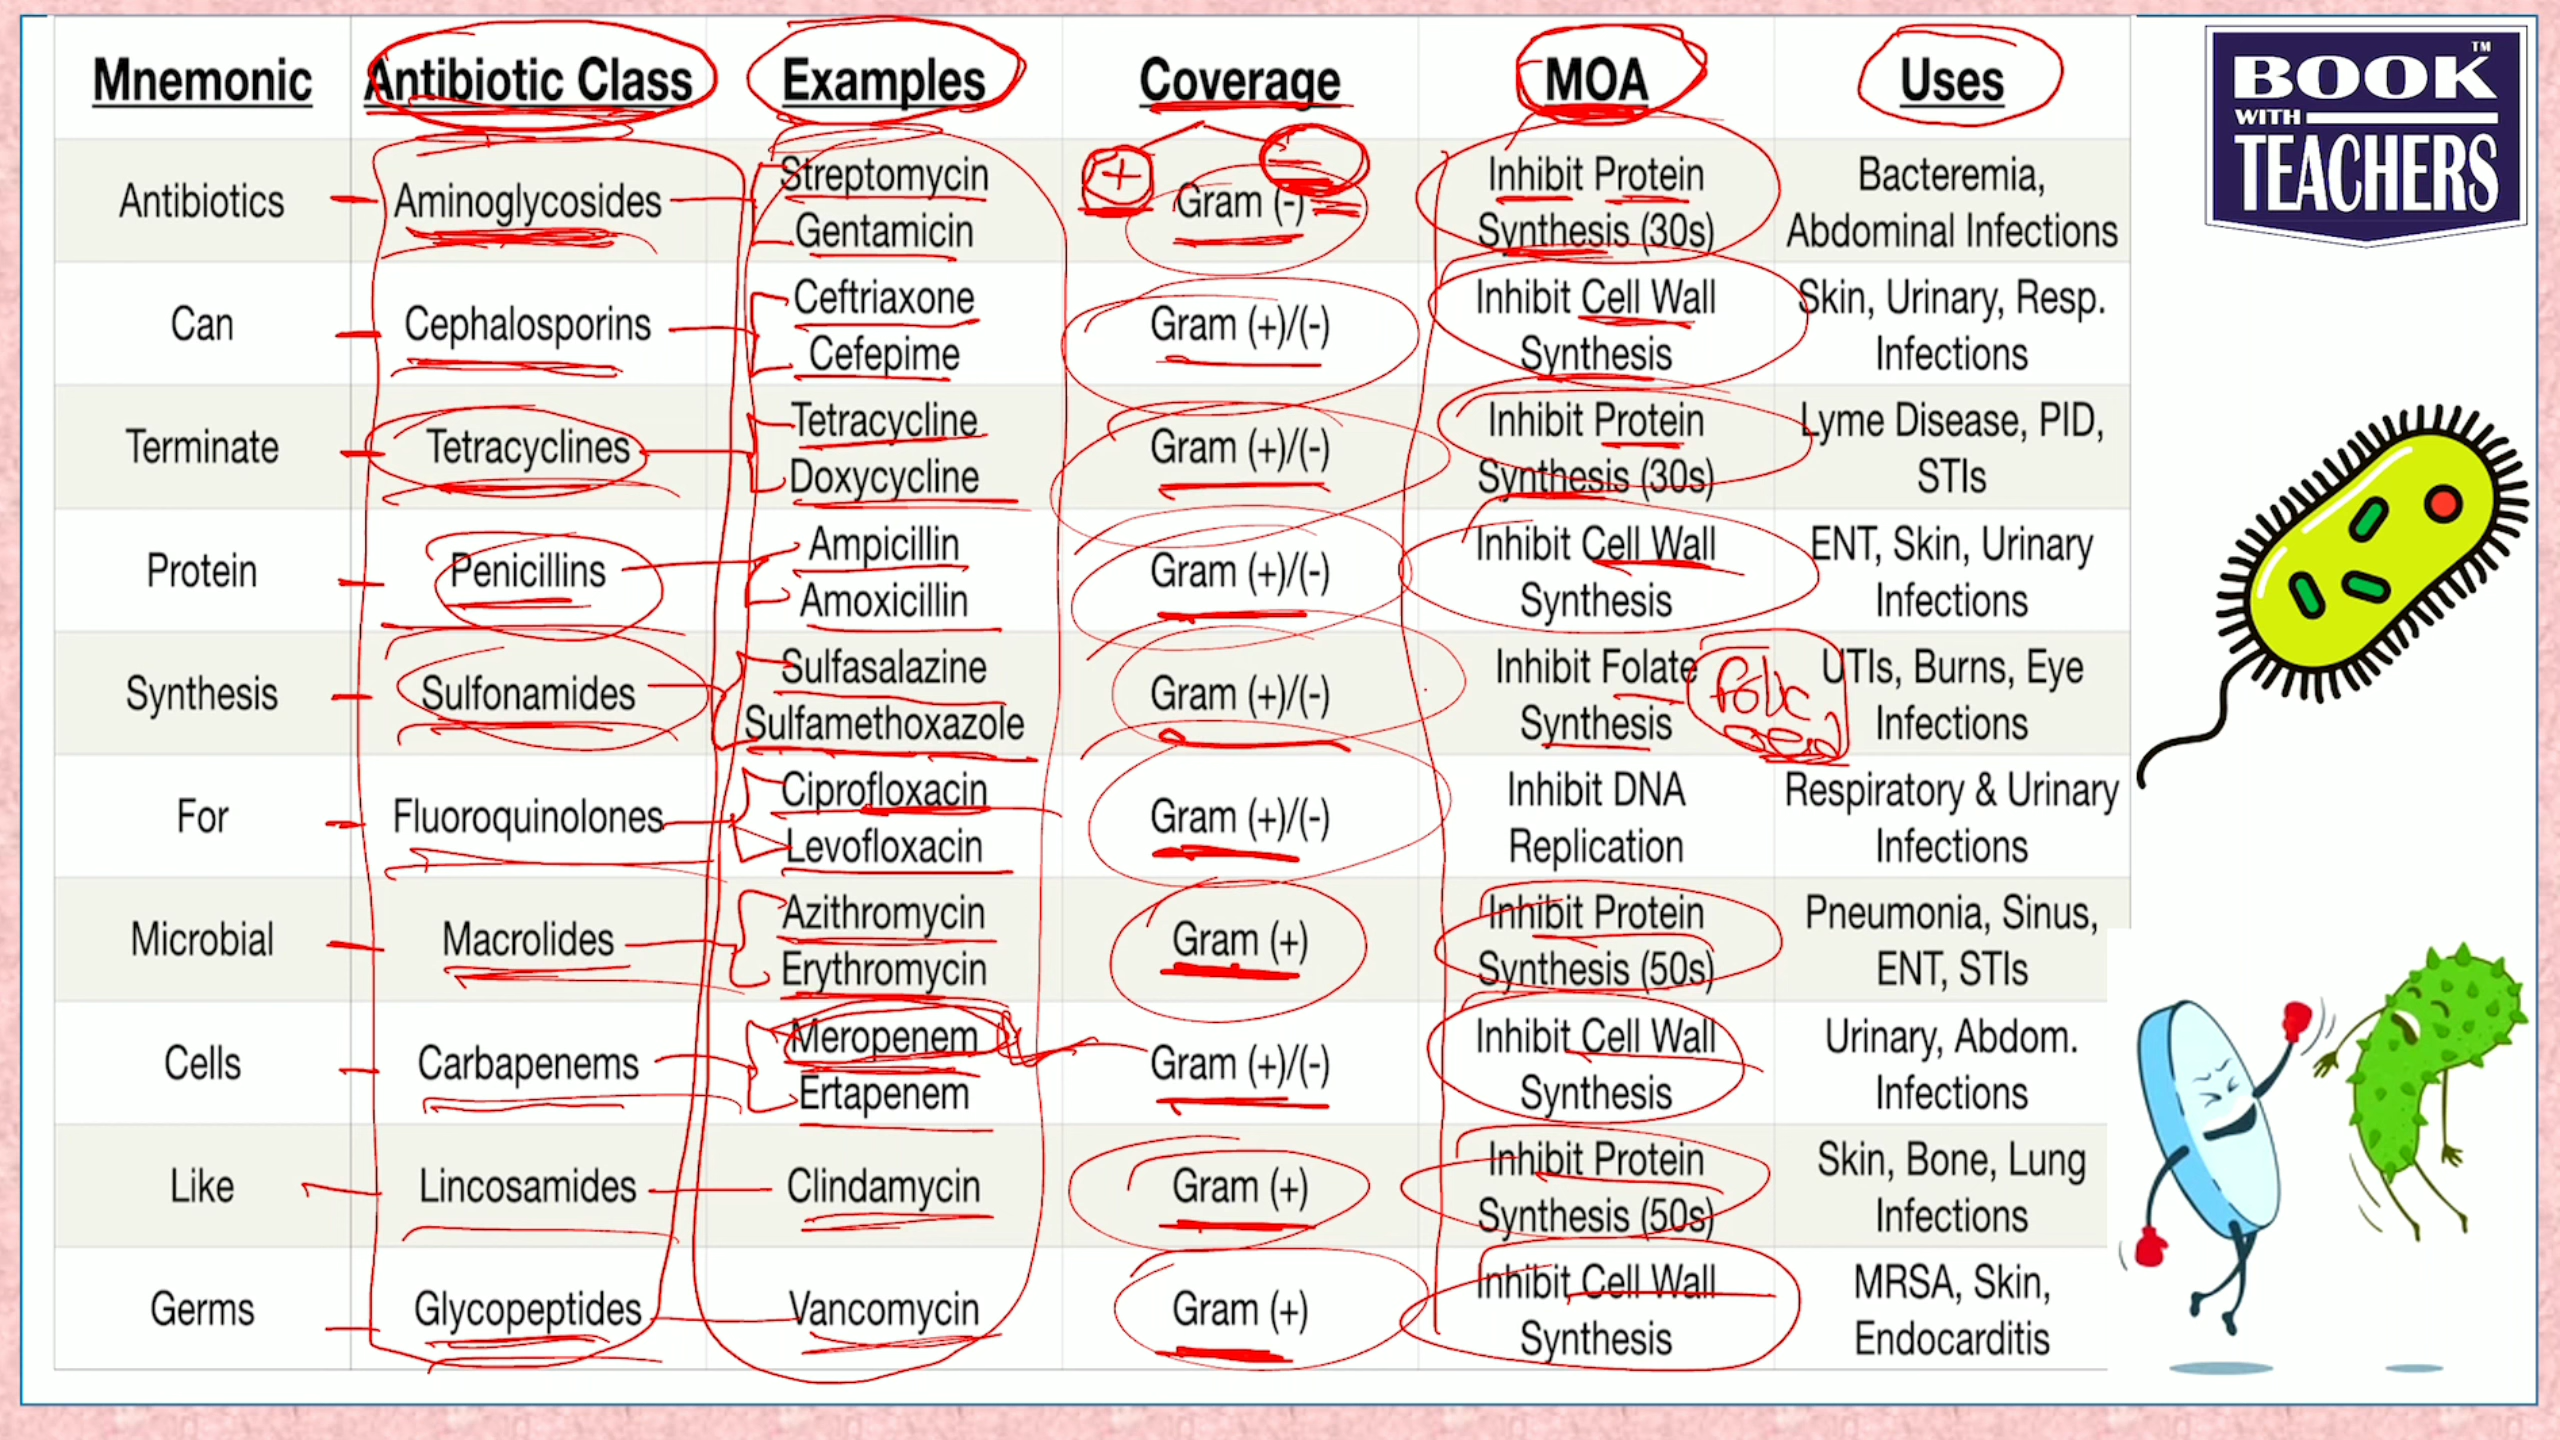 Mnemonic Antibiotic Class Examples Coverage MOA Uses
BOOK TM
WITH
TEACHERS
+ -
Antibiotics Aminoglycosides Streptomycin Gram (-) Inhibit Protein Bacteremia,
Gentamicin Synthesis (30s) Abdominal Infections
Can Cephalosporins Ceftriaxone Gram (+)/(-) Inhibit Cell Wall Skin, Urinary, Resp.
Cefepime Synthesis Infections
Terminate Tetracyclines Tetracycline Gram (+)/(-) Inhibit Protein Lyme Disease, PID,
Doxycycline Synthesis (30s) STIs
Protein Penicillins Ampicillin Gram (+)/(-) Inhibit Cell Wall ENT, Skin, Urinary
Amoxicillin Synthesis Infections
Synthesis Sulfonamides Sulfasalazine Gram (+)/(-) Inhibit Folate UTIs, Burns, Eye
Sulfamethoxazole Synthesis Infections
folic
acid
For Fluoroquinolones Ciprofloxacin Gram (+)/(-) Inhibit DNA Respiratory & Urinary
Levofloxacin Replication Infections
Microbial Macrolides Azithromycin Gram (+) Inhibit Protein Pneumonia, Sinus,
Erythromycin Synthesis (50s) ENT, STIs
Cells Carbapenems Meropenem Gram (+)/(-) Inhibit Cell Wall Urinary, Abdom.
Ertapenem Synthesis Infections
Like Lincosamides Clindamycin Gram (+) Inhibit Protein Skin, Bone, Lung
Synthesis (50s) Infections
Germs Glycopeptides Vancomycin Gram (+) Inhibit Cell Wall MRSA, Skin,
Synthesis Endocarditis